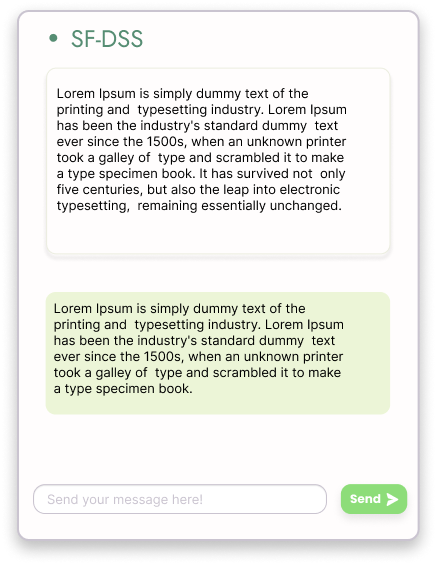 SF-DSS
Lorem Ipsum is simply dummy text of the
printing and  typesetting industry. Lorem Ipsum
has been the industry's standard dummy  text
ever since the 1500s, when an unknown printer
took a galley of  type and scrambled it to make
a type specimen book. It has survived not  only
five centuries, but also the leap into electronic
typesetting,  remaining essentially unchanged.
Lorem Ipsum is simply dummy text of the
printing and  typesetting industry. Lorem Ipsum
has been the industry's standard dummy  text
ever since the 1500s, when an unknown printer
took a galley of  type and scrambled it to make
a type specimen book.
Send your message here!
Send